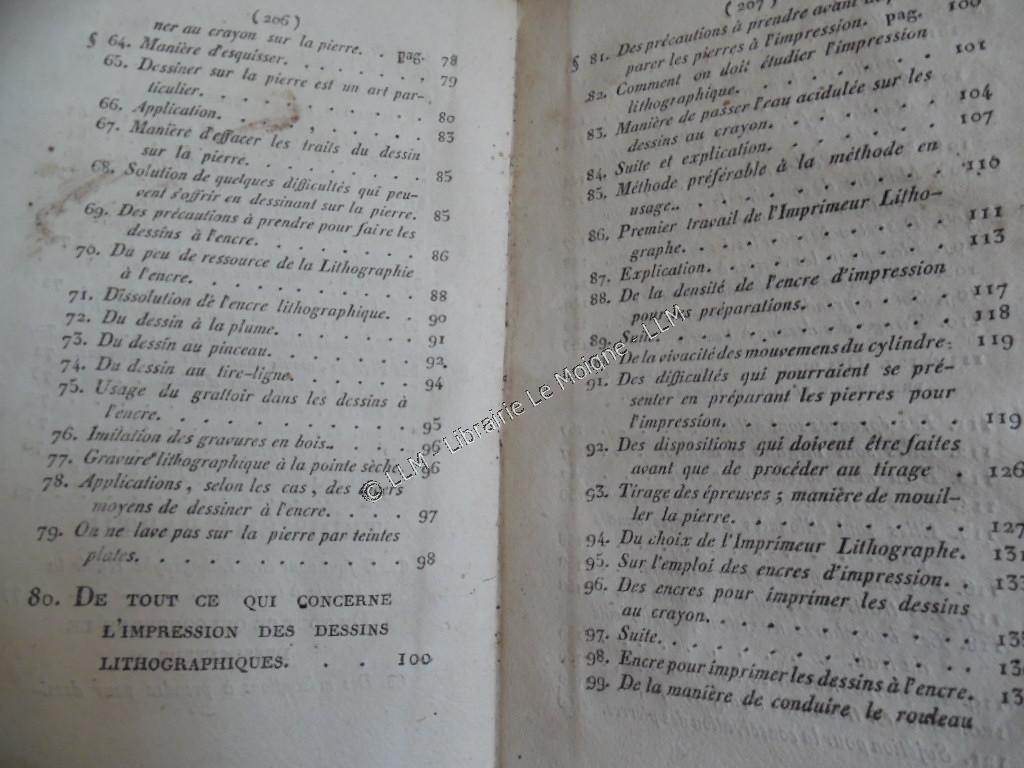 (206)
ner au crayon sur la pierre. . pag. 78
§ 64. Manière d'esquisser. . . . . . . . 79
65. Dessiner sur la pierre est un art par-
ticulier. . . . . . . . . . . 80
66. Application. . . . , . . . . . 83
67. Manière d'effacer les traits du dessin
sur la pierre. . . . . . . . . 85
68. Solution de quelques difficultés qui peu-
vent s'offrir en dessinant sur la pierre. 85
69. Des précautions à prendre pour faire les
dessins à l'encre. . . . . . . . 86
70. Du peu de ressource de la Lithographie
à l'encre. . . . . . . . . . 88
71. Dissolution de l'encre lithographique. . 90
72. Du dessin à la plume. . . . . . . 91
73. Du dessin au pinceau. . . . . . . 92.
74. Du dessin au tire-ligne. . . . . . 94
75. Usage du grattoir dans les dessins à
l'encre. . . . . . . . . . . 95
76. Imitation des gravures en bois. . . . 96
77. Gravure lithographique à la pointe sèche. 96
78. Applications, selon les cas, des divers
moyens de dessiner à l'encre. . . . . 97
79. On ne lave pas sur la pierre par teintes
plates. . . . . . . . . . . . 98
80. DE TOUT CE QUI CONCERNE
L'IMPRESSION DES DESSINS
LITHOGRAPHIQUES. . . 100
(207)
§ 81. Des précautions à prendre avant de
parer les pierres à l'impression. pag. 100
82. Comment on doit étudier l'impression
lithographique. . . . . . . . . 101
83. Manière de passer l'eau acidulée sur les
dessins au crayon. . . . . . . . 104
84. Suite et explication. . . . . . . . 107
85. Méthode préférable à la méthode en
usage. . . . . . . . . . . . 110
86. Premier travail de l'Imprimeur Litho-
graphe. . . . . . . . . . . . 111
87. Explication. . . . . . . . . . 113
88. De la densité de l'encre d'impression
pour les préparations. . . . . . . 117
89. Suite. . . . . . . . . . . . 118
De la vivacité des mouvemens du cylindre. 119
91. Des difficultés qui pourraient se pré-
senter en préparant les pierres pour
l'impression. . . . . . . . . . 119
92. Des dispositions qui doivent être faites
avant que de procéder au tirage . 126
93. Tirage des épreuves ; manière de mouil-
ler la pierre. . . . . . . . . . 127
94. Du choix de l'Imprimeur Lithographe. 131
95. Sur l'emploi des encres d'impression. . 13
96. Des encres pour imprimer les dessins
au crayon. . . . . . . . . . . 13
97. Suite. . . . . . . . . . . . 13
98. Encre pour imprimer les dessins à l'encre. 13
99. De la manière de conduire le rouleau
© LLM - Librairie Le Moigne - LLM